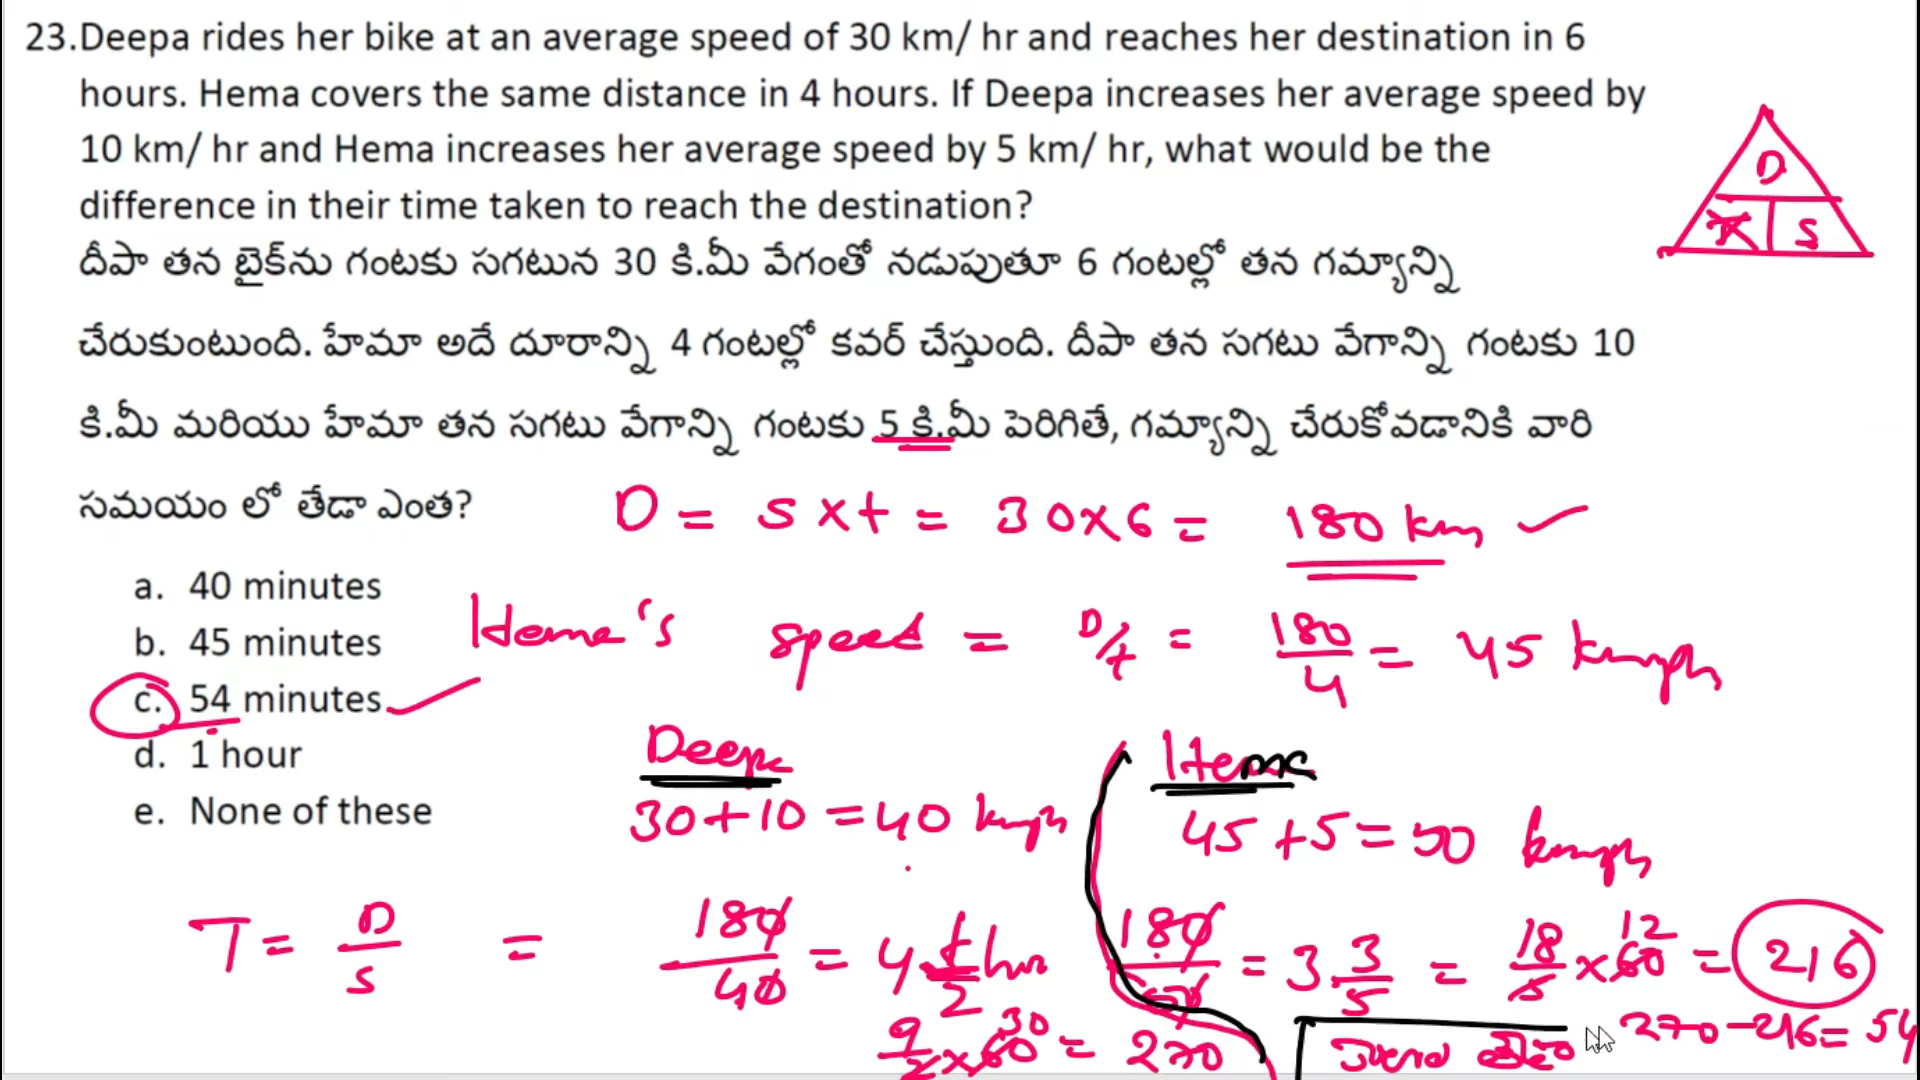 23.Deepa rides her bike at an average speed of 30 km/ hr and reaches her destination in 6
hours. Hema covers the same distance in 4 hours. If Deepa increases her average speed by
10 km/ hr and Hema increases her average speed by 5 km/ hr, what would be the
difference in their time taken to reach the destination?
దీపా తన బైక్‌ను గంటకు సగటున 30 కి.మీ వేగంతో నడుపుతూ 6 గంటల్లో తన గమ్యాన్ని
చేరుకుంటుంది. హేమా అదే దూరాన్ని 4 గంటల్లో కవర్ చేస్తుంది. దీపా తన సగటు వేగాన్ని గంటకు 10
కి.మీ మరియు హేమా తన సగటు వేగాన్ని గంటకు 5 కి.మీ పెరిగితే, గమ్యాన్ని చేరుకోవడానికి వారి
సమయం లో తేడా ఎంత?
D
S
D = s x t = 30x6 = 180 km
a. 40 minutes
b. 45 minutes
c. 54 minutes
d. 1 hour
e. None of these
Hema's speed = D/t = 180/4 = 45 kmph
Deepa
30+10 = 40 kmph
Hema
45+5 = 50 kmph
T = D/S = 180/40 = 4 1/2 hrs
180/50 = 3 3/5 = 18/5 x 60 12 = 216
9/2 x 60 30 = 270
270-216= 54